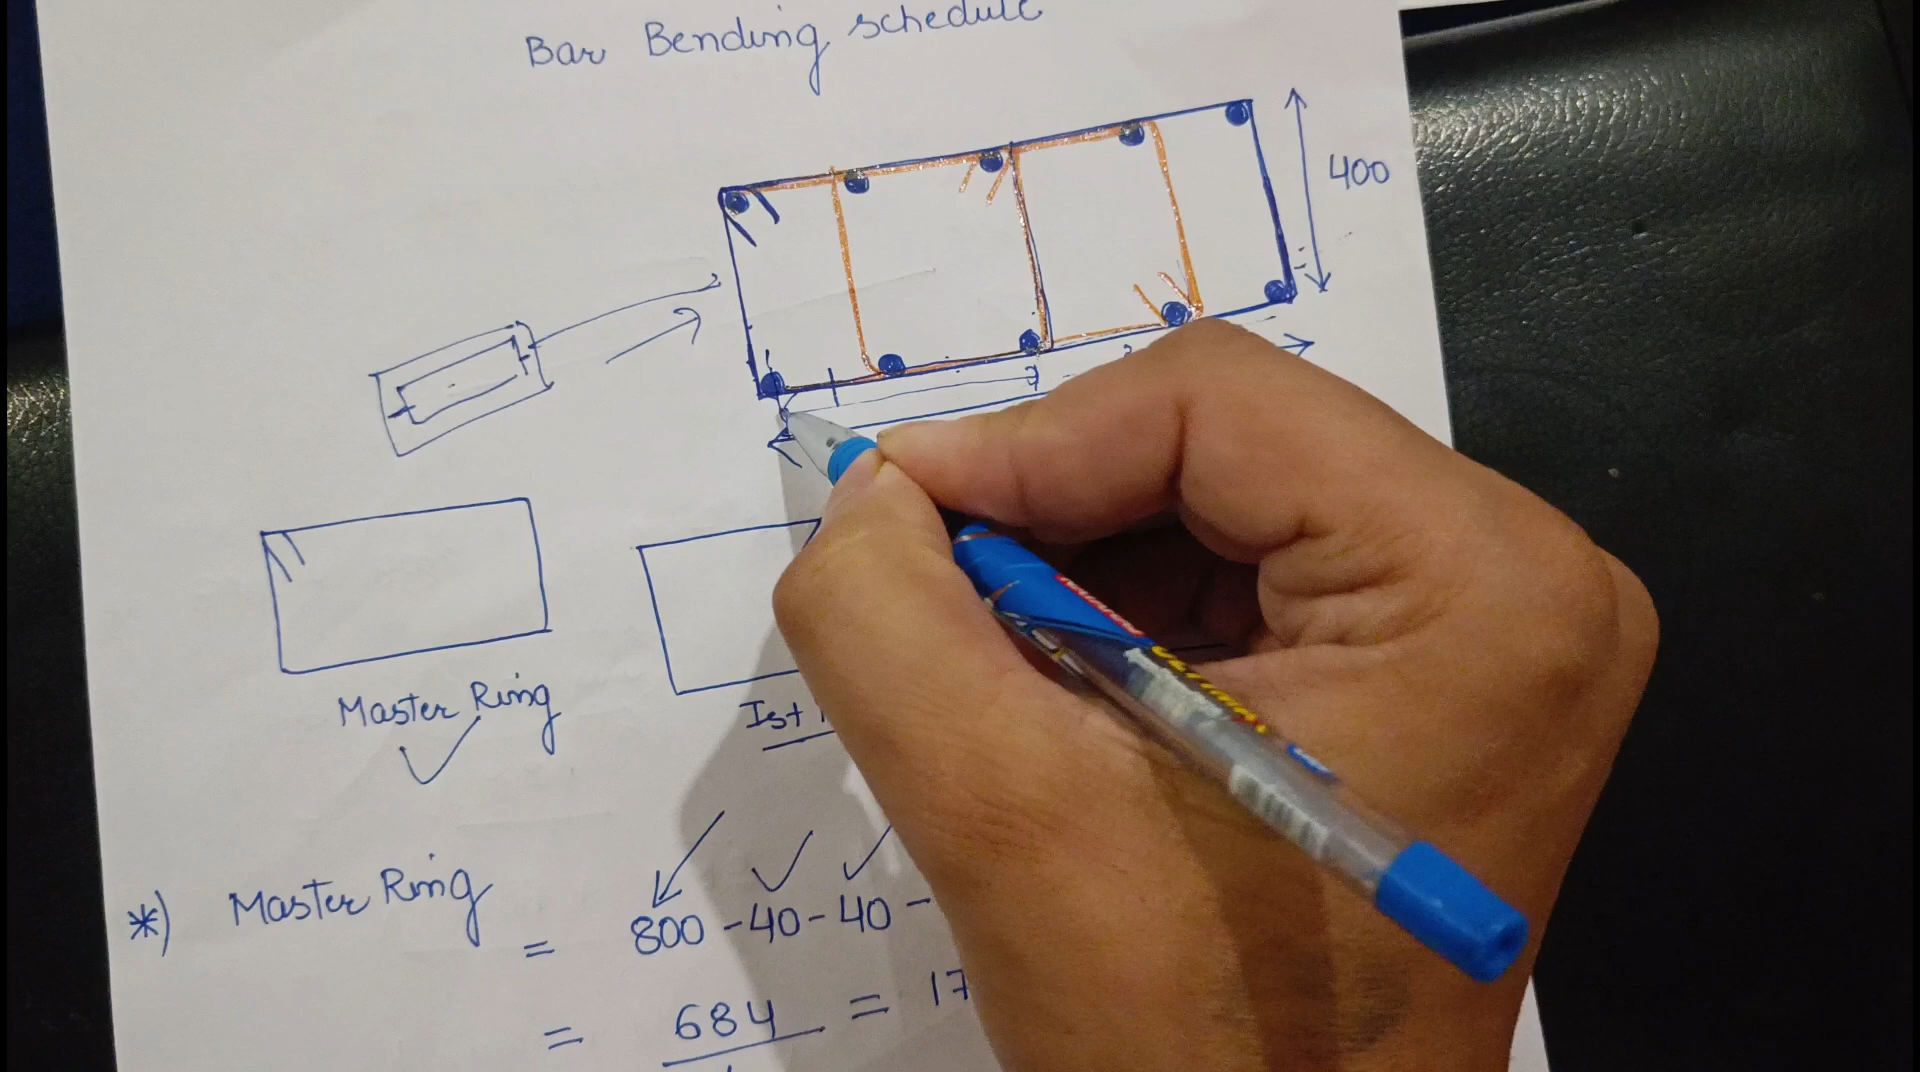 Bar Bending schedule
400
Master Ring
Ist
*) Master Ring
= 800 - 40 - 40 -
= 684 = 17